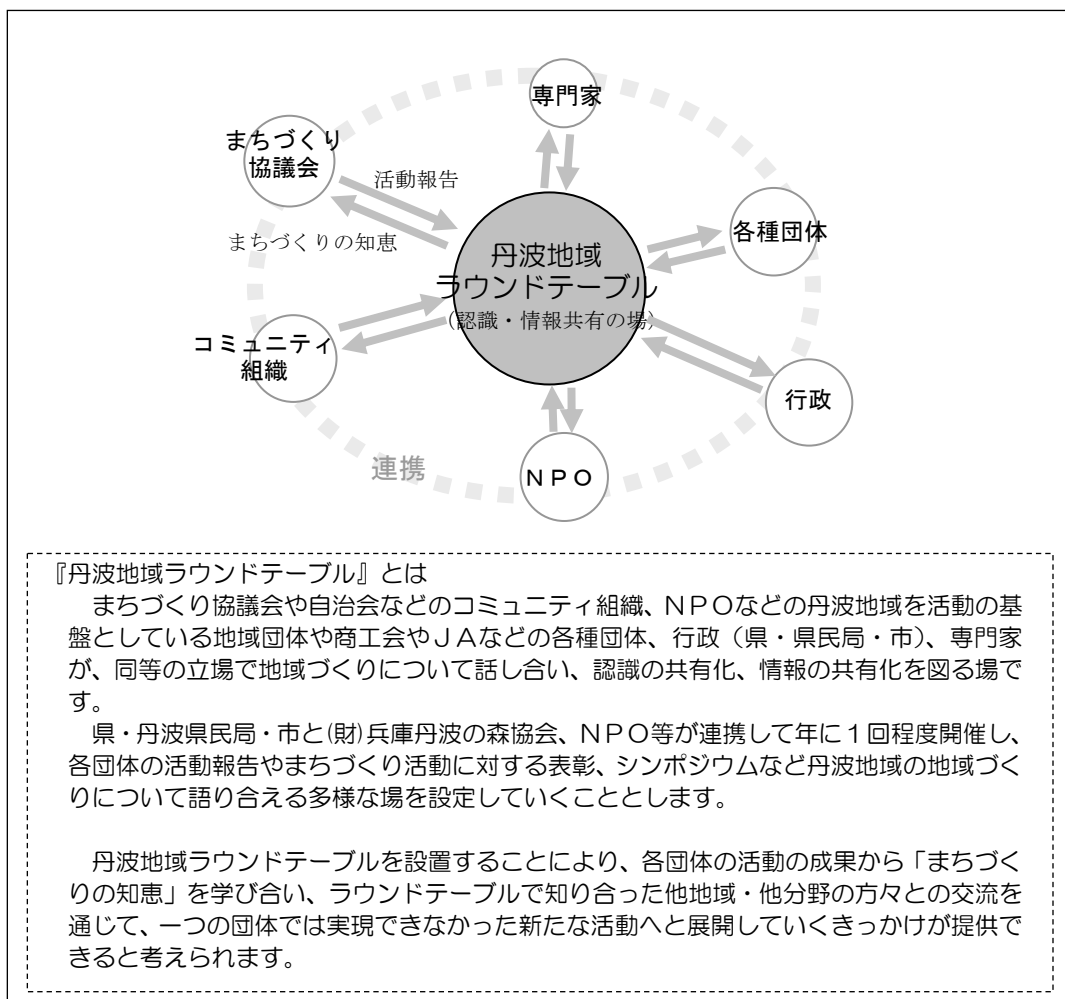 専門家
まちづくり
協議会
活動報告
まちづくりの知恵
各種団体
丹波地域
ラウンドテーブル
(認識・情報共有の場)
コミュニティ
組織
行政
連携
ＮＰＯ
『丹波地域ラウンドテーブル』とは
まちづくり協議会や自治会などのコミュニティ組織、ＮＰＯなどの丹波地域を活動の基
盤としている地域団体や商工会やＪＡなどの各種団体、行政（県・県民局・市）、専門家
が、同等の立場で地域づくりについて話し合い、認識の共有化、情報の共有化を図る場で
す。
県・丹波県民局・市と(財)兵庫丹波の森協会、ＮＰＯ等が連携して年に１回程度開催し、
各団体の活動報告やまちづくり活動に対する表彰、シンポジウムなど丹波地域の地域づく
りについて語り合える多様な場を設定していくこととします。
丹波地域ラウンドテーブルを設置することにより、各団体の活動の成果から「まちづく
りの知恵」を学び合い、ラウンドテーブルで知り合った他地域・他分野の方々との交流を
通じて、一つの団体では実現できなかった新たな活動へと展開していくきっかけが提供で
きると考えられます。